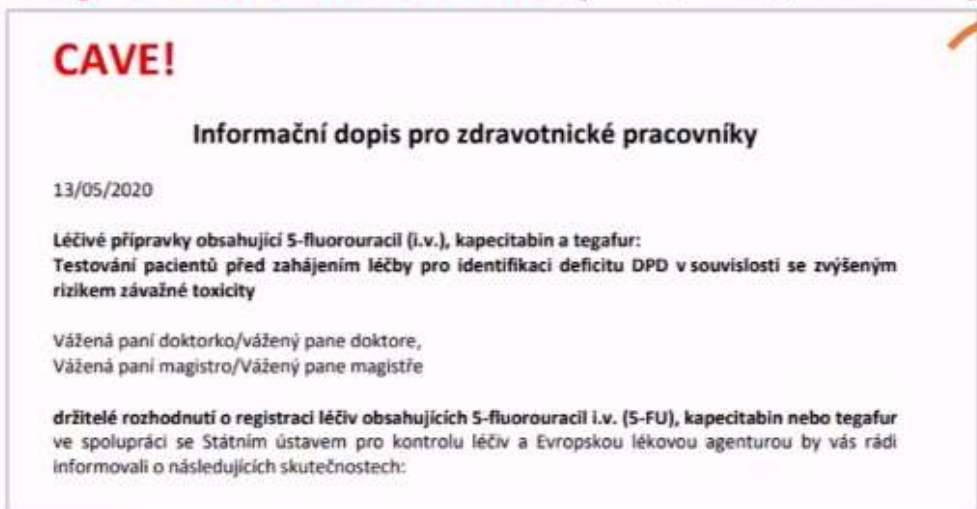 CAVE!
Informační dopis pro zdravotnické pracovníky
13/05/2020
Léčivé přípravky obsahující 5-fluorouracil (i.v.), kapecitabin a tegafur:
Testování pacientů před zahájením léčby pro identifikaci deficitu DPD v souvislosti se zvýšeným
rizikem závažné toxicity
Vážená paní doktorko/vážený pane doktore,
Vážená paní magistro/Vážený pane magistře
držitelé rozhodnutí o registraci léčiv obsahujících 5-fluorouracil i.v. (5-FU), kapecitabin nebo tegafur
ve spolupráci se Státním ústavem pro kontrolu léčiv a Evropskou lékovou agenturou by vás rádi
informovali o následujících skutečnostech: